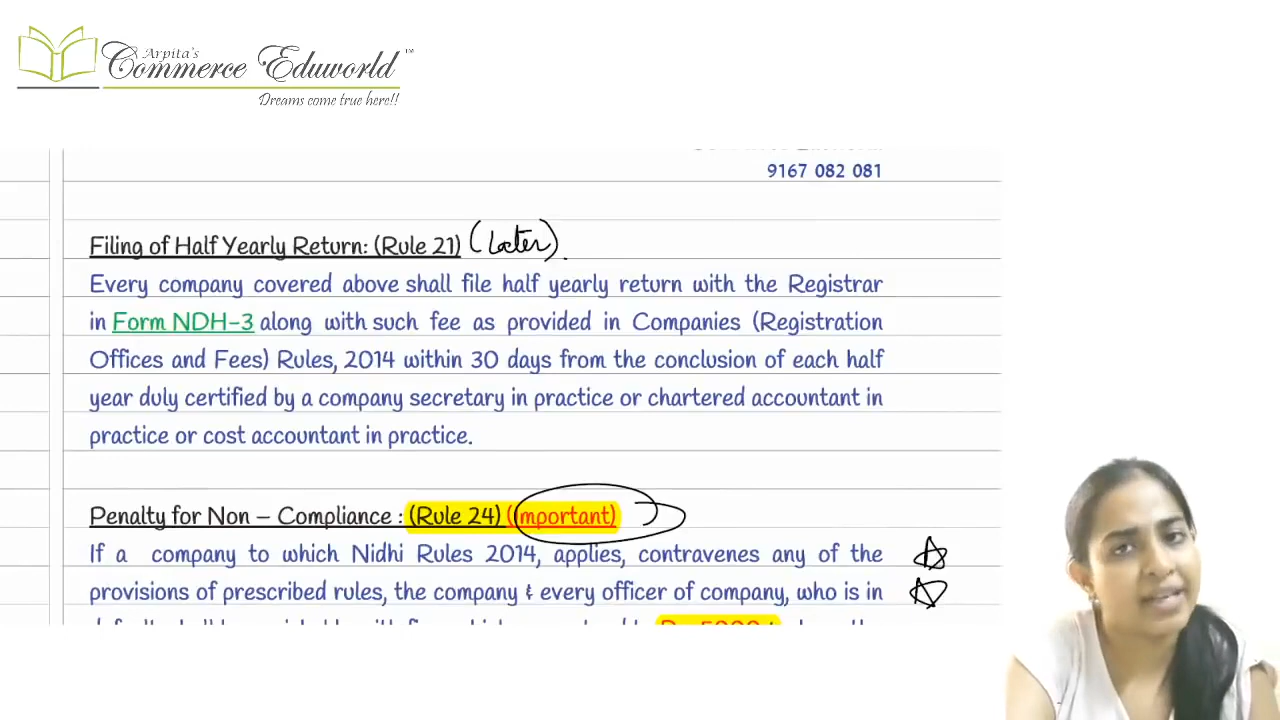 Arpita's
Commerce Eduworld™
Dreams come true here!!
9167 082 081
Filing of Half Yearly Return: (Rule 21) (Later).
Every company covered above shall file half yearly return with the Registrar
in Form NDH-3 along with such fee as provided in Companies (Registration
Offices and Fees) Rules, 2014 within 30 days from the conclusion of each half
year duly certified by a company secretary in practice or chartered accountant in
practice or cost accountant in practice.
Penalty for Non – Compliance : (Rule 24) (Important)
If a company to which Nidhi Rules 2014, applies, contravenes any of the
provisions of prescribed rules, the company & every officer of company, who is in